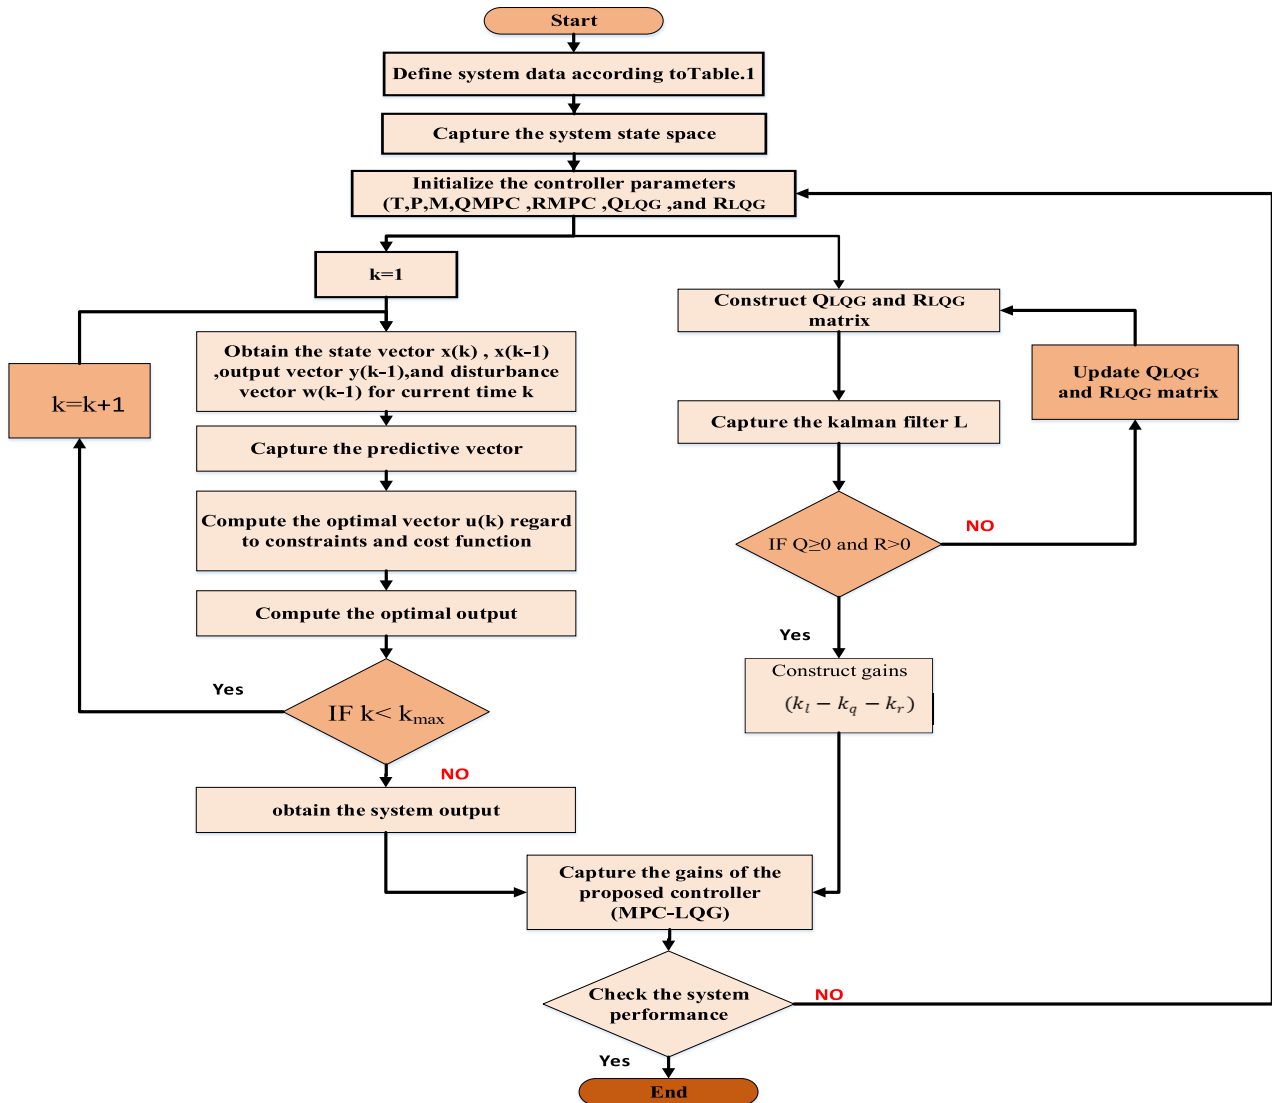 Start
Define system data according toTable.1
Capture the system state space
Initialize the controller parameters
(T,P,M,QMPC ,RMPC ,QLQG ,and RLQG
k=1
Obtain the state vector x(k) , x(k-1)
,output vector y(k-1),and disturbance
vector w(k-1) for current time k
k=k+1
Capture the predictive vector
Compute the optimal vector u(k) regard
to constraints and cost function
Compute the optimal output
Yes
IF k< kmax
NO
obtain the system output
Construct QLQG and RLQG
matrix
Update QLQG
and RLQG matrix
Capture the kalman filter L
IF Q≥0 and R>0
NO
Yes
Construct gains
(kl − kq − kr)
Capture the gains of the
proposed controller
(MPC-LQG)
Check the system
performance
NO
Yes
End